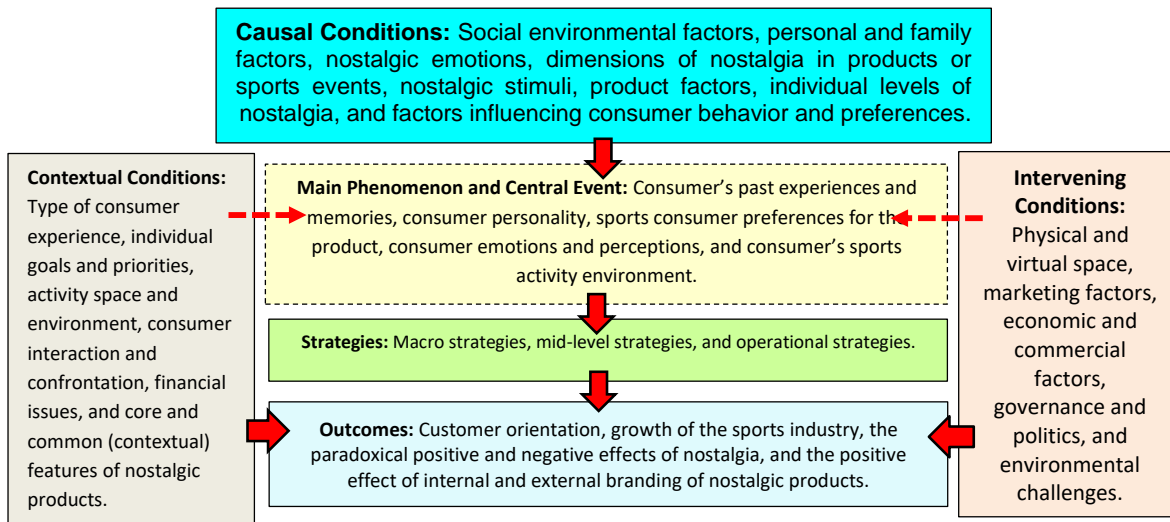 Causal Conditions: Social environmental factors, personal and family
factors, nostalgic emotions, dimensions of nostalgia in products or
sports events, nostalgic stimuli, product factors, individual levels of
nostalgia, and factors influencing consumer behavior and preferences.
Contextual Conditions:
Type of consumer
experience, individual
goals and priorities,
activity space and
environment, consumer
interaction and
confrontation, financial
issues, and core and
common (contextual)
features of nostalgic
products.
Main Phenomenon and Central Event: Consumer's past experiences and
memories, consumer personality, sports consumer preferences for the
product, consumer emotions and perceptions, and consumer's sports
activity environment.
Strategies: Macro strategies, mid-level strategies, and operational strategies.
Outcomes: Customer orientation, growth of the sports industry, the
paradoxical positive and negative effects of nostalgia, and the positive
effect of internal and external branding of nostalgic products.
Intervening
Conditions:
Physical and
virtual space,
marketing factors,
economic and
commercial
factors,
governance and
politics, and
environmental
challenges.